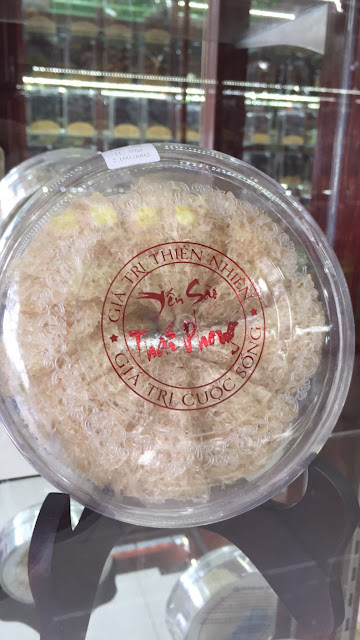 GIÁ TRỊ THIÊN NHIÊN
Yến Sào
Thái Phong
GIÁ TRỊ CUỘC SỐNG